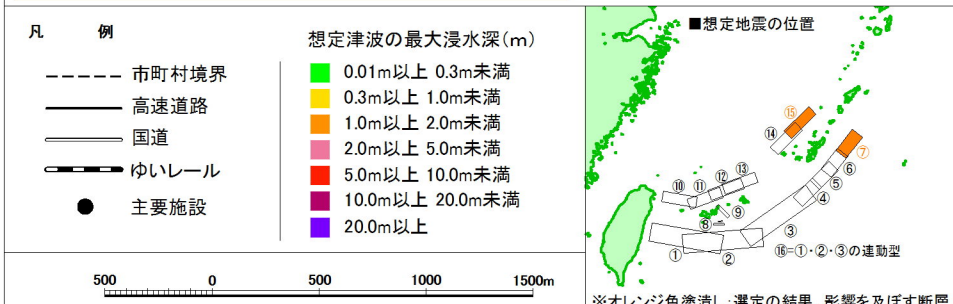 凡　例
市町村境界
高速道路
国道
ゆいレール
主要施設
想定津波の最大浸水深(m)
0.01m以上 0.3m未満
0.3m以上 1.0m未満
1.0m以上 2.0m未満
2.0m以上 5.0m未満
5.0m以上 10.0m未満
10.0m以上 20.0m未満
20.0m以上
500 0 500 1000 1500m
■想定地震の位置
⑮
⑭
⑦
⑥
⑤
④
⑬
⑫
⑪
⑩
⑨
⑧
③
①
②
⑯=①・②・③の連動型
※オレンジ色塗潰し:選定の結果、影響を及ぼす断層